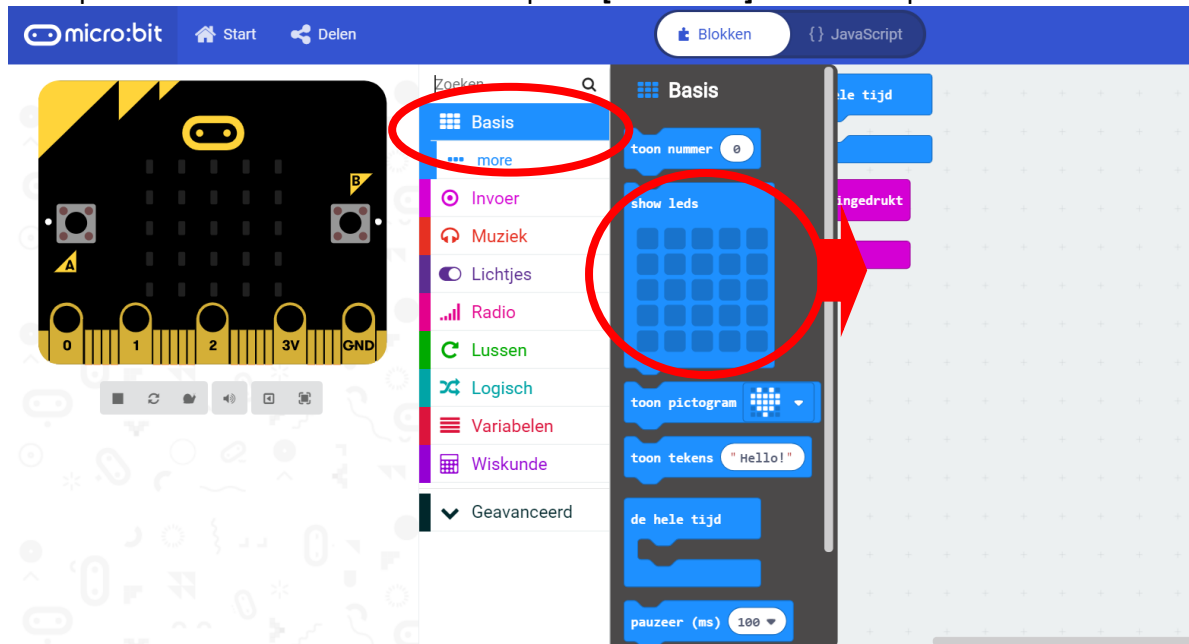 micro:bit Start Delen Blokken {} JavaScript
Zoeken
Basis
more
Invoer
Muziek
Lichtjes
Radio
Lussen
Logisch
Variabelen
Wiskunde
Geavanceerd
Basis
toon nummer 0
show leds
toon pictogram
toon tekens "Hello!"
de hele tijd
pauzeer (ms) 100
ele tijd
ingedrukt
B
A
0 1 2 3V GND